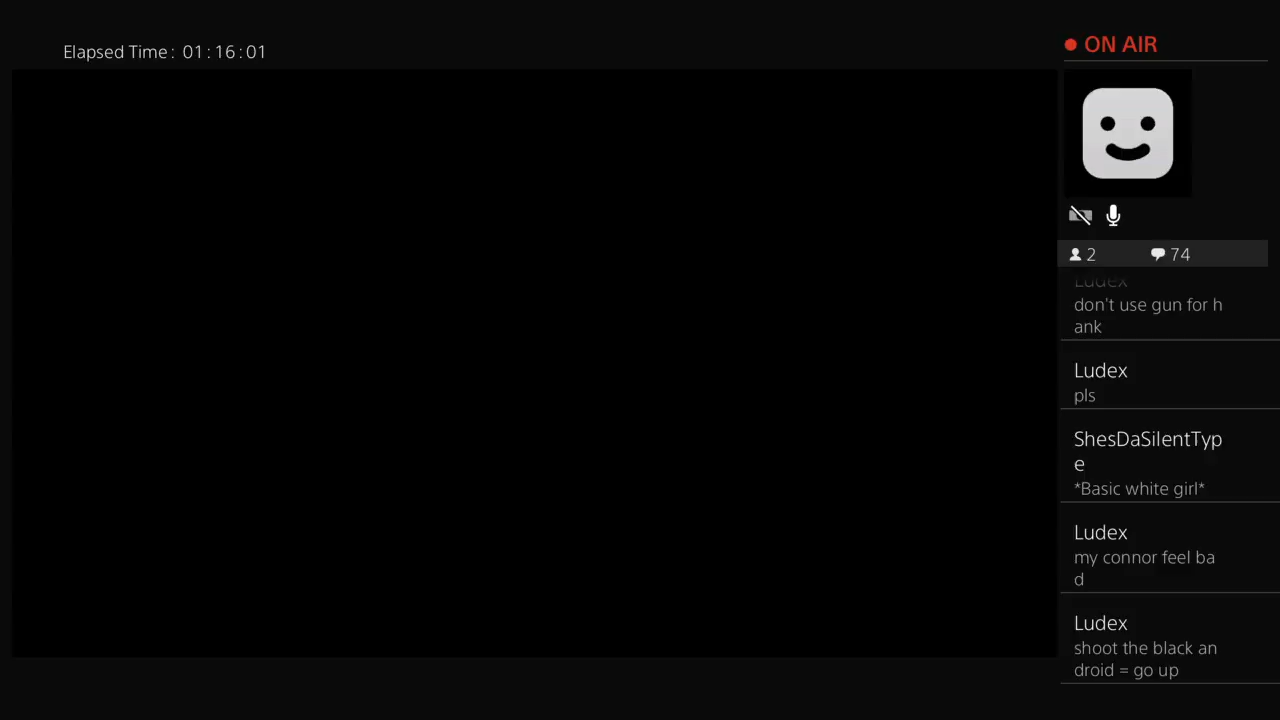 Elapsed Time: 01:16:01
ON AIR
2 74
Ludex
don't use gun for h
ank
Ludex
pls
ShesDaSilentTyp
e
*Basic white girl*
Ludex
my connor feel ba
d
Ludex
shoot the black an
droid = go up